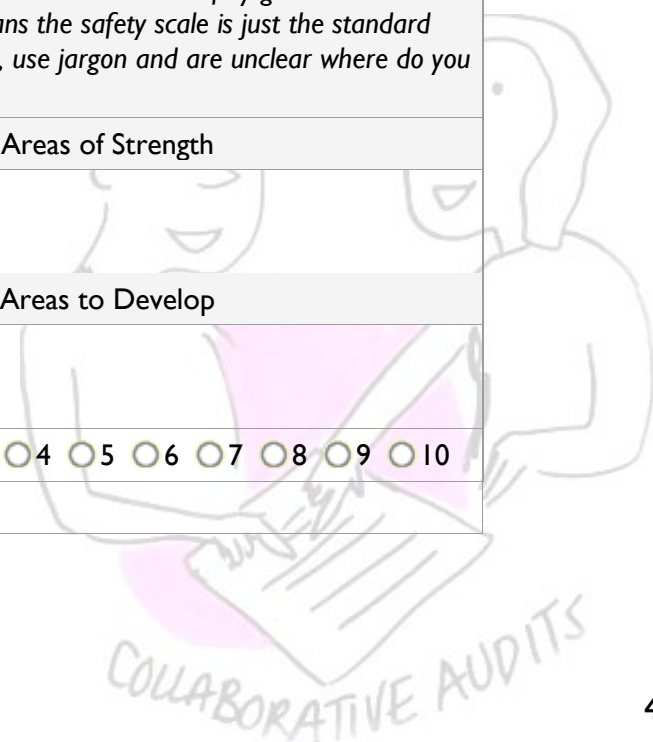 ns the safety scale is just the standard
, use jargon and are unclear where do you
Areas of Strength
Areas to Develop
4 5 6 7 8 9 10
COLLABORATIVE AUDITS
4